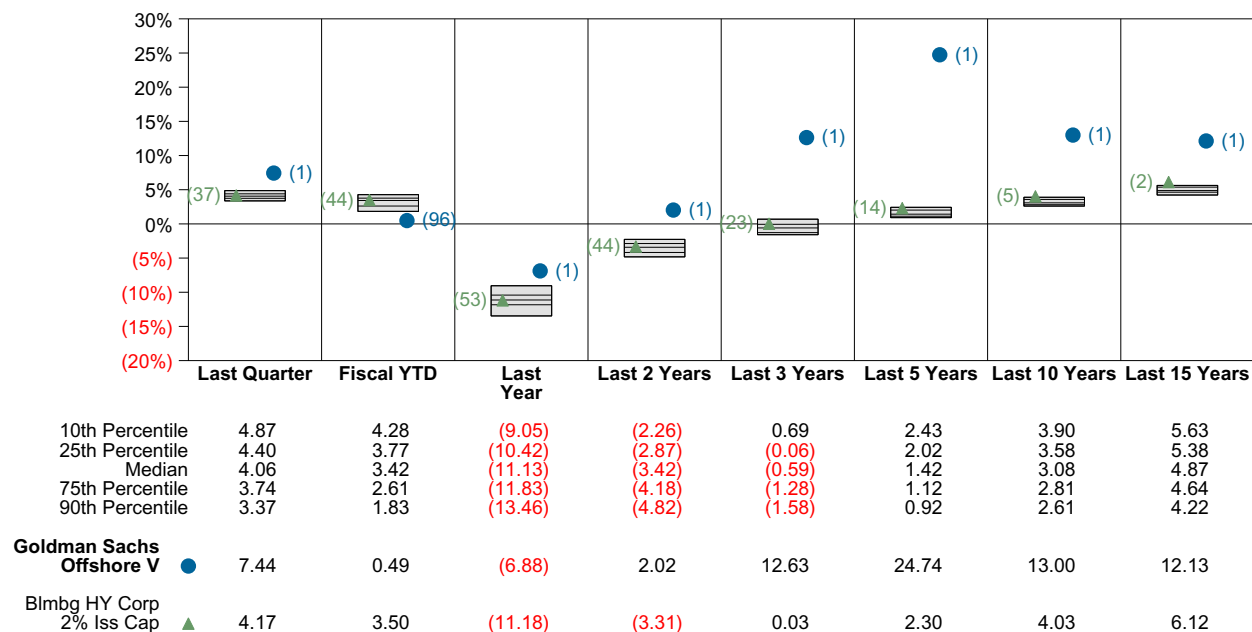 30%
25%
20%
15%
10%
5%
0%
(5%)
(10%)
(15%)
(20%)
(37)
(1)
(44)
(96)
(53)
(1)
(44)
(1)
(23)
(1)
(14)
(1)
(5)
(1)
(2)
(1)
Last Quarter Fiscal YTD Last Year Last 2 Years Last 3 Years Last 5 Years Last 10 Years Last 15 Years
10th Percentile 4.87 4.28 (9.05) (2.26) 0.69 2.43 3.90 5.63
25th Percentile 4.40 3.77 (10.42) (2.87) (0.06) 2.02 3.58 5.38
Median 4.06 3.42 (11.13) (3.42) (0.59) 1.42 3.08 4.87
75th Percentile 3.74 2.61 (11.83) (4.18) (1.28) 1.12 2.81 4.64
90th Percentile 3.37 1.83 (13.46) (4.82) (1.58) 0.92 2.61 4.22
Goldman Sachs
Offshore V 7.44 0.49 (6.88) 2.02 12.63 24.74 13.00 12.13
Blmbg HY Corp
2% Iss Cap 4.17 3.50 (11.18) (3.31) 0.03 2.30 4.03 6.12